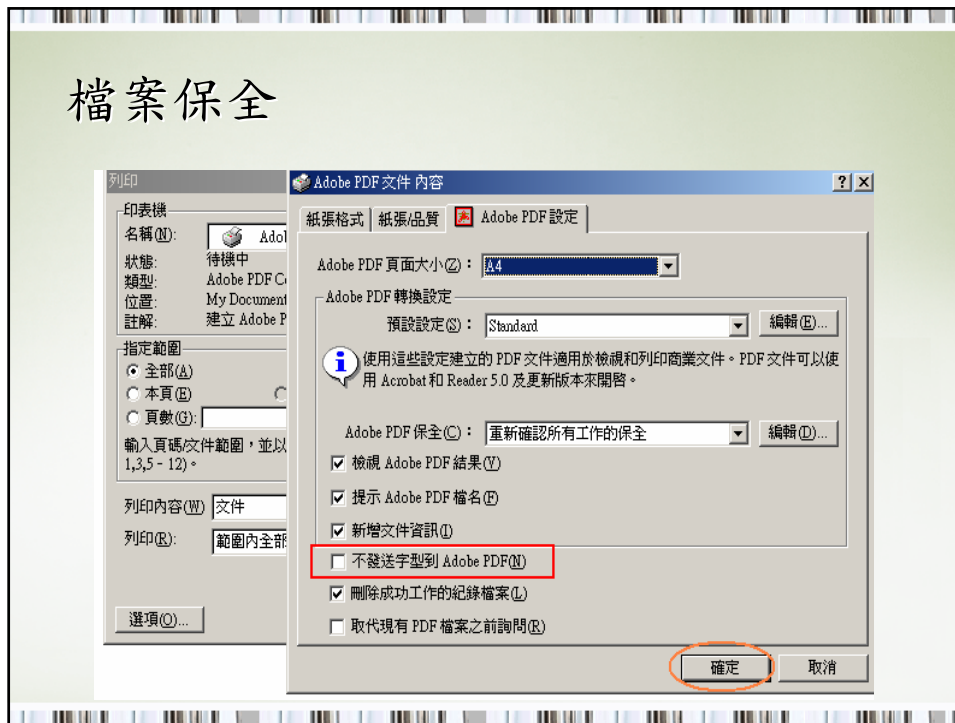 檔案保全
列印
印表機
名稱(N):
狀態: 待機中
類型: Adobe PDF C
位置: My Document
註解: 建立 Adobe P
指定範圍
全部(A)
本頁(E)
頁數(G):
輸入頁碼/文件範圍，並以
1,3,5 - 12)。
列印內容(W) 文件
列印(R): 範圍內全部
選項(O)...
Adobe PDF 文件 內容
紙張格式 紙張/品質 Adobe PDF 設定
Adobe PDF 頁面大小(Z)： A4
Adobe PDF 轉換設定
預設設定(S)： Standard 編輯(E)...
使用這些設定建立的 PDF 文件適用於檢視和列印商業文件。PDF 文件可以使
用 Acrobat 和 Reader 5.0 及更新版本來開啓。
Adobe PDF 保全(C)： 重新確認所有工作的保全 編輯(D)...
檢視 Adobe PDF 結果(V)
提示 Adobe PDF 檔名(F)
新增文件資訊(I)
不發送字型到 Adobe PDF(N)
刪除成功工作的紀錄檔案(L)
取代現有 PDF 檔案之前詢問(R)
確定 取消